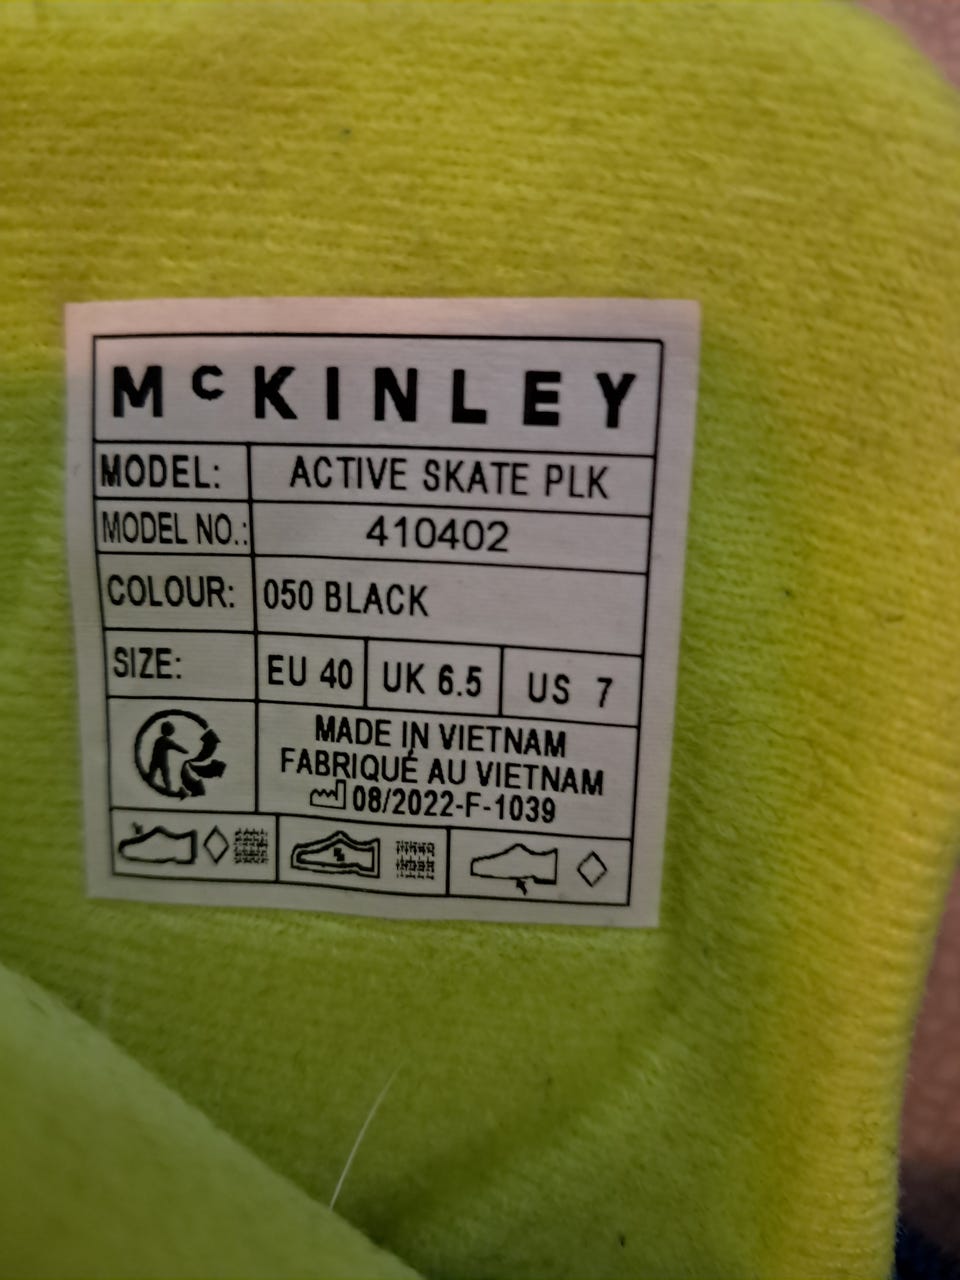 McKINLEY
MODEL: ACTIVE SKATE PLK
MODEL NO.: 410402
COLOUR: 050 BLACK
SIZE: EU 40 UK 6.5 US 7
MADE IN VIETNAM
FABRIQUÉ AU VIETNAM
08/2022-F-1039